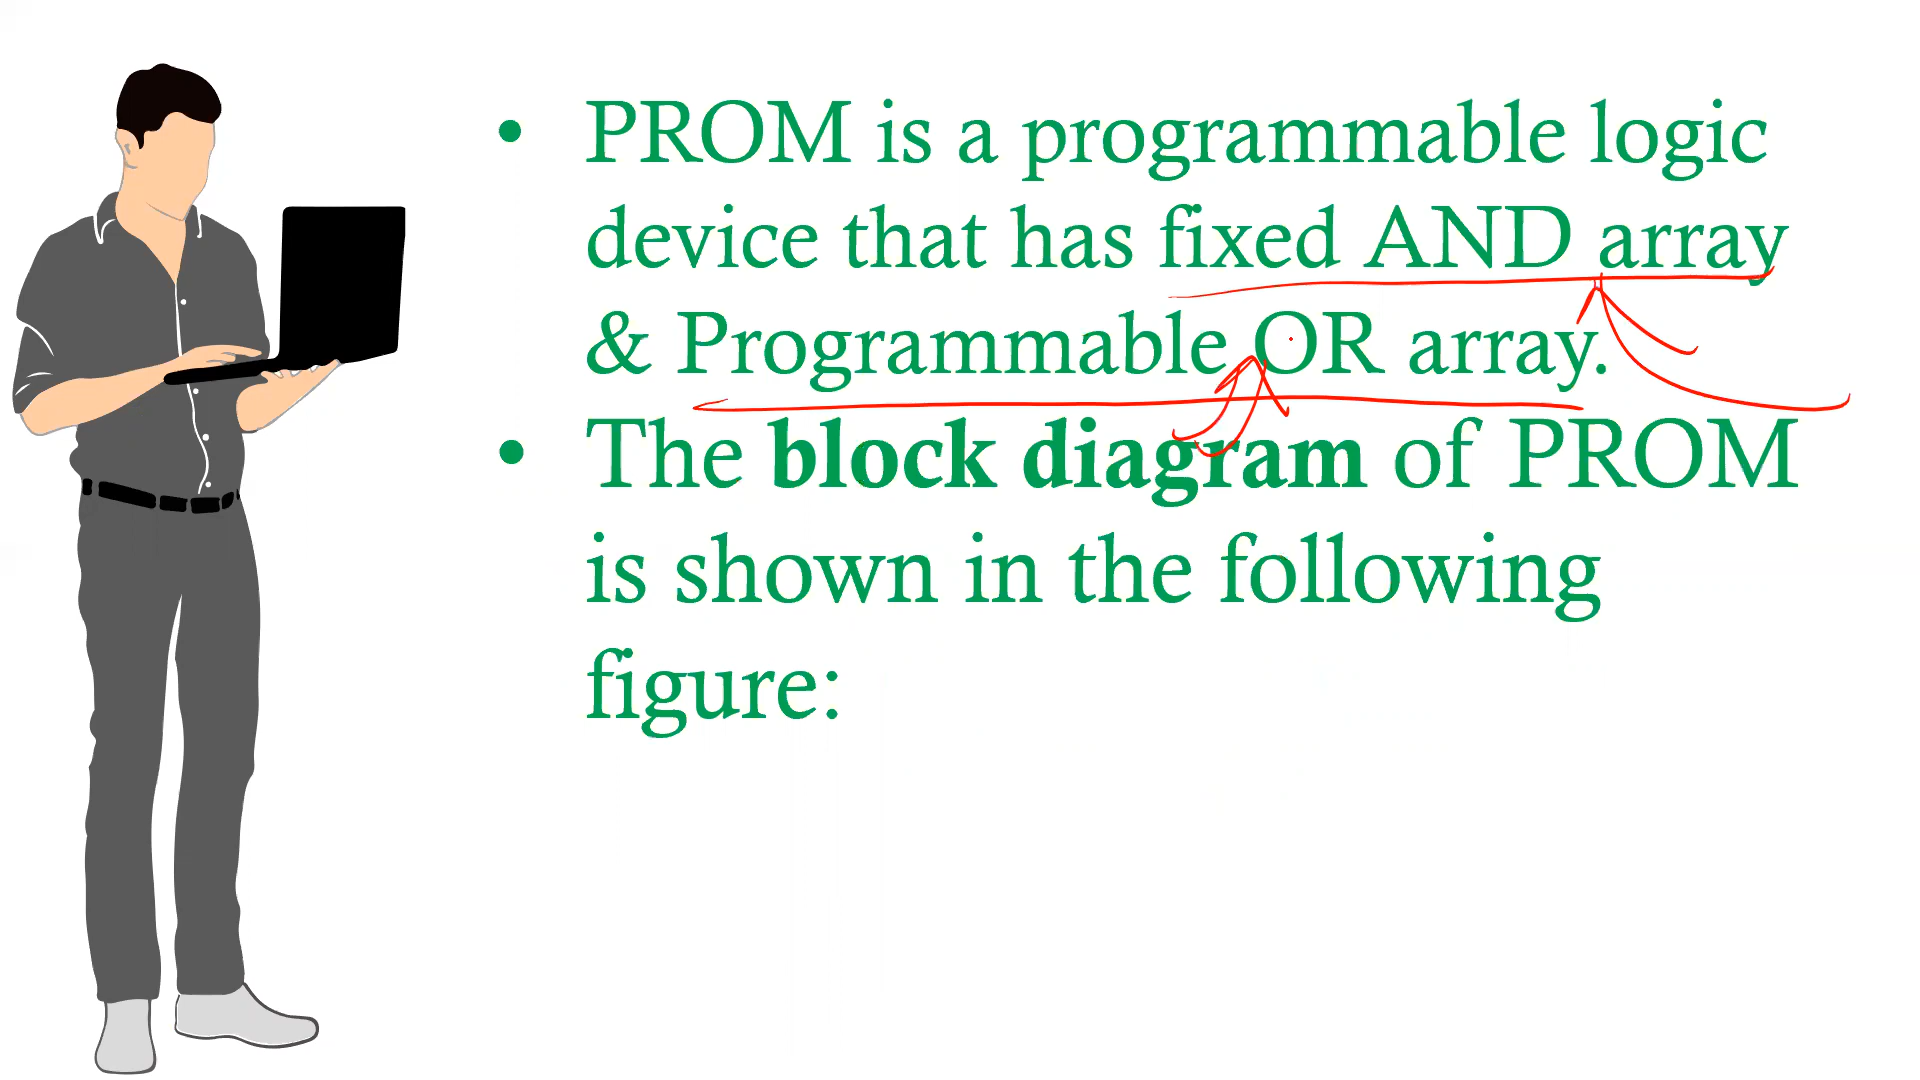 • PROM is a programmable logic
device that has fixed AND array
& Programmable OR array.
• The block diagram of PROM
is shown in the following
figure: